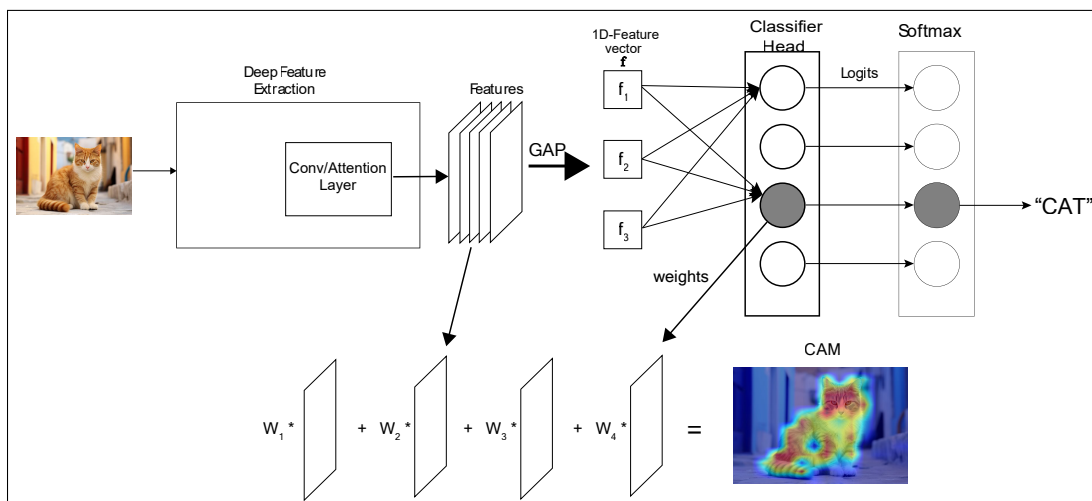 Deep Feature
Extraction
Conv/Attention
Layer
Features
GAP
1D-Feature
vector
f
f1
f2
f3
Classifier
Head
Logits
Softmax
“CAT”
weights
CAM
W1 * + W2 * + W3 * + W4 * =